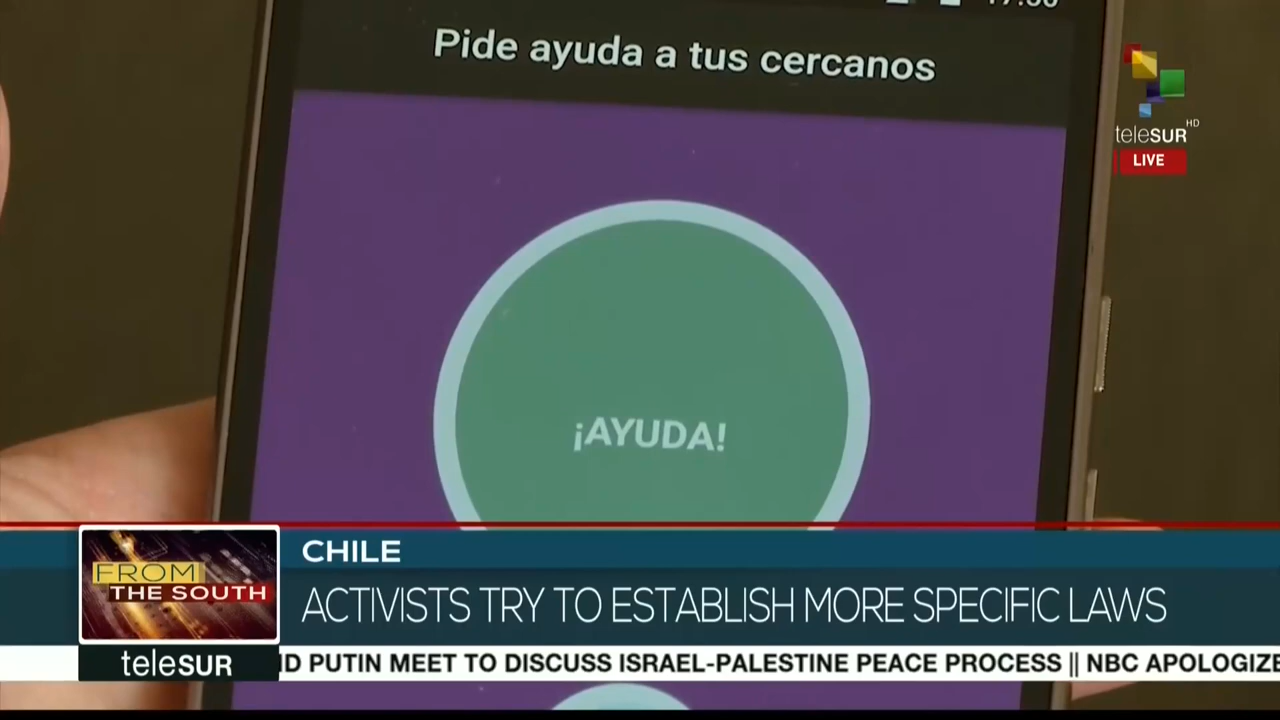 Pide ayuda a tus cercanos
teleSUR HD
LIVE
¡AYUDA!
CHILE
FROM
THE SOUTH
ACTIVISTS TRY TO ESTABLISH MORE SPECIFIC LAWS
teleSUR
PUTIN MEET TO DISCUSS ISRAEL-PALESTINE PEACE PROCESS || NBC